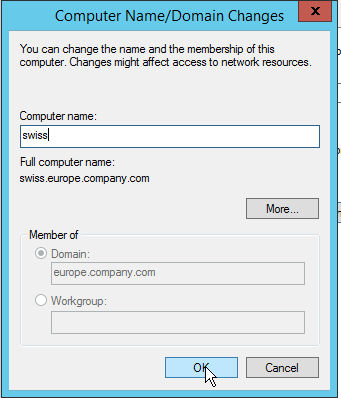 Computer Name/Domain Changes
x
You can change the name and the membership of this
computer. Changes might affect access to network resources.
Computer name:
swiss
Full computer name:
swiss.europe.company.com
More...
Member of
Domain:
europe.company.com
Workgroup:
OK
Cancel